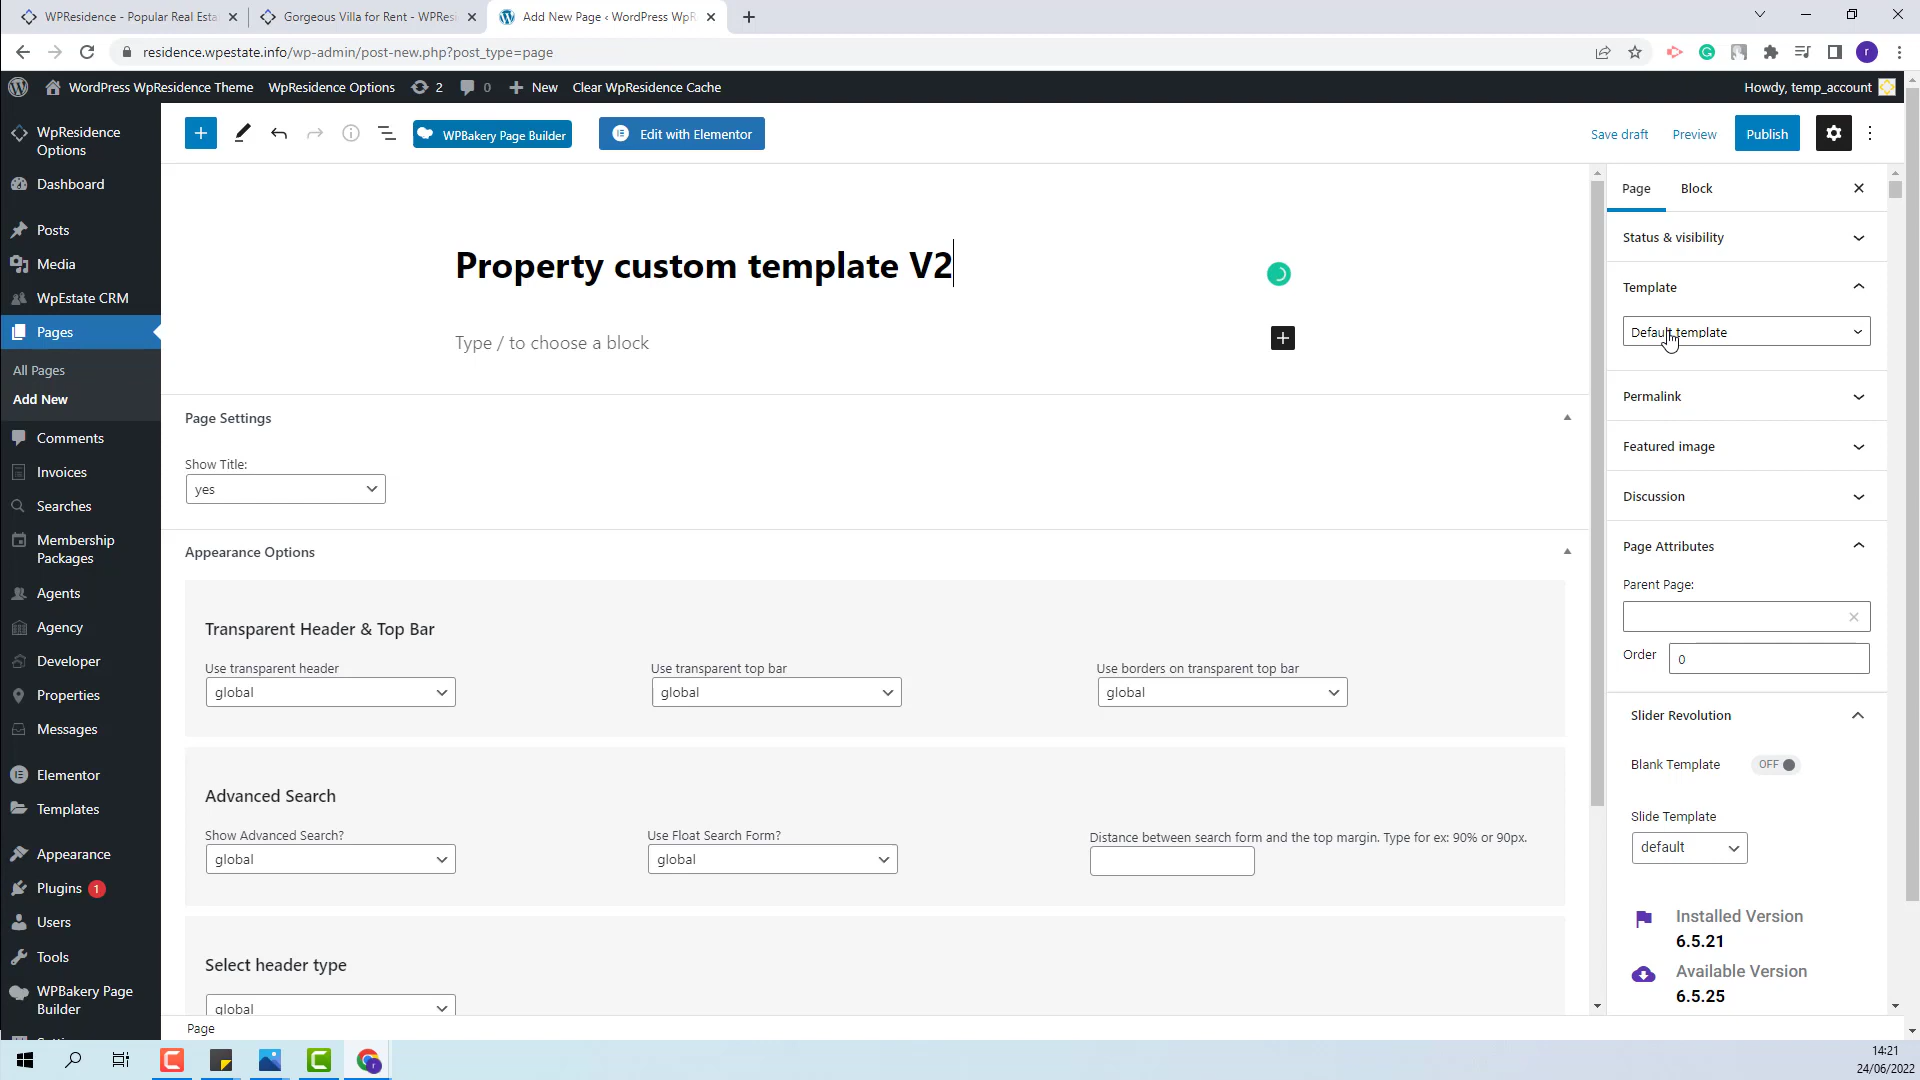 WPResidence - Popular Real Esta
Gorgeous Villa for Rent - WPResi
Add New Page ‹ WordPress WpR
residence.wpestate.info/wp-admin/post-new.php?post_type=page
r
WordPress WpResidence Theme
WpResidence Options
2
0
New
Clear WpResidence Cache
Howdy, temp_account
WpResidence
Options
Dashboard
Posts
Media
WpEstate CRM
Pages
All Pages
Add New
Comments
Invoices
Searches
Membership
Packages
Agents
Agency
Developer
Properties
Messages
Elementor
Templates
Appearance
Plugins 1
Users
Tools
WPBakery Page
Builder
WPBakery Page Builder
Edit with Elementor
Save draft
Preview
Publish
Property custom template V2
Type / to choose a block
Page Settings
Show Title:
yes
Appearance Options
Transparent Header & Top Bar
Use transparent header
Use transparent top bar
Use borders on transparent top bar
global
global
global
Advanced Search
Show Advanced Search?
Use Float Search Form?
Distance between search form and the top margin. Type for ex: 90% or 90px.
global
global
Select header type
global
Page
Page
Block
Status & visibility
Template
Default template
Permalink
Featured image
Discussion
Page Attributes
Parent Page:
Order
0
Slider Revolution
Blank Template
OFF
Slide Template
default
Installed Version
6.5.21
Available Version
6.5.25
14:21
24/06/2022